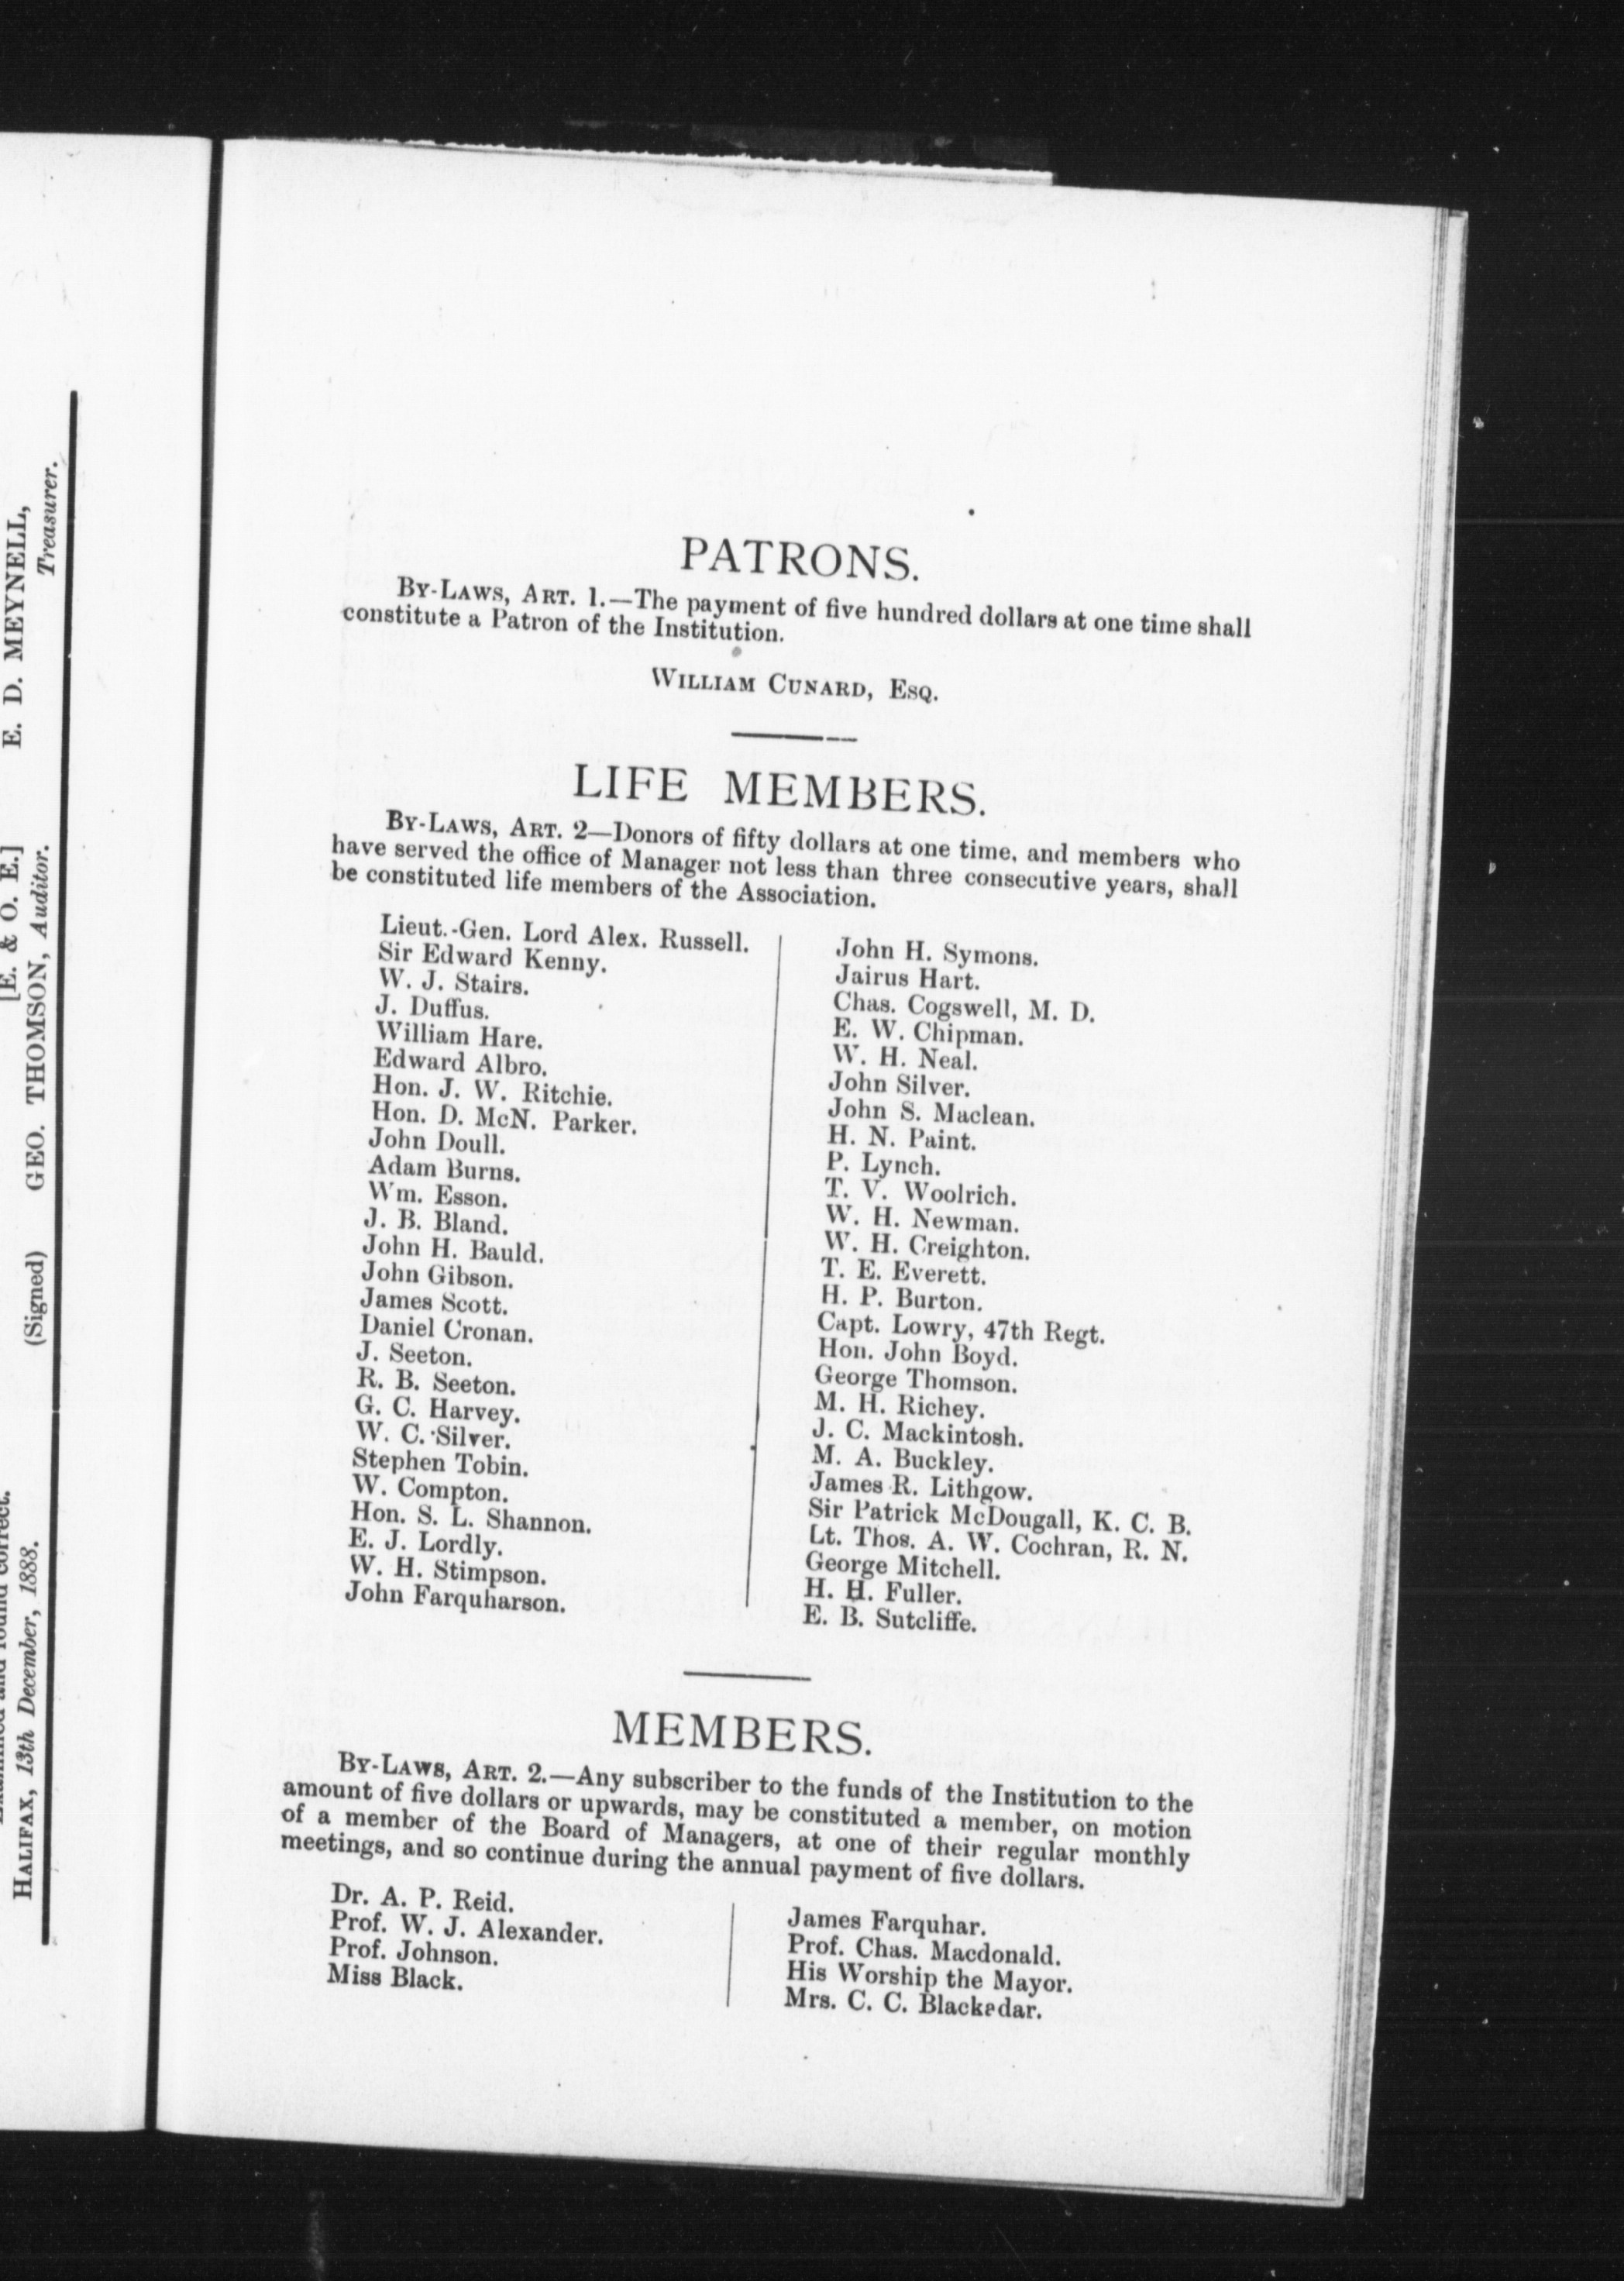 E. D. MEYNELL,
Treasurer.
[E. & O. E.]
(Signed) GEO. THOMSON, Auditor.
found correct.
HALIFAX, 13th December, 1888.
PATRONS.
BY-LAWS, ART. 1.—The payment of five hundred dollars at one time shall
constitute a Patron of the Institution.
WILLIAM CUNARD, ESQ.
LIFE MEMBERS.
BY-LAWS, ART. 2—Donors of fifty dollars at one time, and members who
have served the office of Manager not less than three consecutive years, shall
be constituted life members of the Association.
Lieut.-Gen. Lord Alex. Russell.
Sir Edward Kenny.
W. J. Stairs.
J. Duffus.
William Hare.
Edward Albro.
Hon. J. W. Ritchie.
Hon. D. McN. Parker.
John Doull.
Adam Burns.
Wm. Esson.
J. B. Bland.
John H. Bauld.
John Gibson.
James Scott.
Daniel Cronan.
J. Seeton.
R. B. Seeton.
G. C. Harvey.
W. C. Silver.
Stephen Tobin.
W. Compton.
Hon. S. L. Shannon.
E. J. Lordly.
W. H. Stimpson.
John Farquharson.
John H. Symons.
Jairus Hart.
Chas. Cogswell, M. D.
E. W. Chipman.
W. H. Neal.
John Silver.
John S. Maclean.
H. N. Paint.
P. Lynch.
T. V. Woolrich.
W. H. Newman.
W. H. Creighton.
T. E. Everett.
H. P. Burton.
Capt. Lowry, 47th Regt.
Hon. John Boyd.
George Thomson.
M. H. Richey.
J. C. Mackintosh.
M. A. Buckley.
James R. Lithgow.
Sir Patrick McDougall, K. C. B.
Lt. Thos. A. W. Cochran, R. N.
George Mitchell.
H. H. Fuller.
E. B. Sutcliffe.
MEMBERS.
BY-LAWS, ART. 2.—Any subscriber to the funds of the Institution to the
amount of five dollars or upwards, may be constituted a member, on motion
of a member of the Board of Managers, at one of their regular monthly
meetings, and so continue during the annual payment of five dollars.
Dr. A. P. Reid.
Prof. W. J. Alexander.
Prof. Johnson.
Miss Black.
James Farquhar.
Prof. Chas. Macdonald.
His Worship the Mayor.
Mrs. C. C. Blackadar.